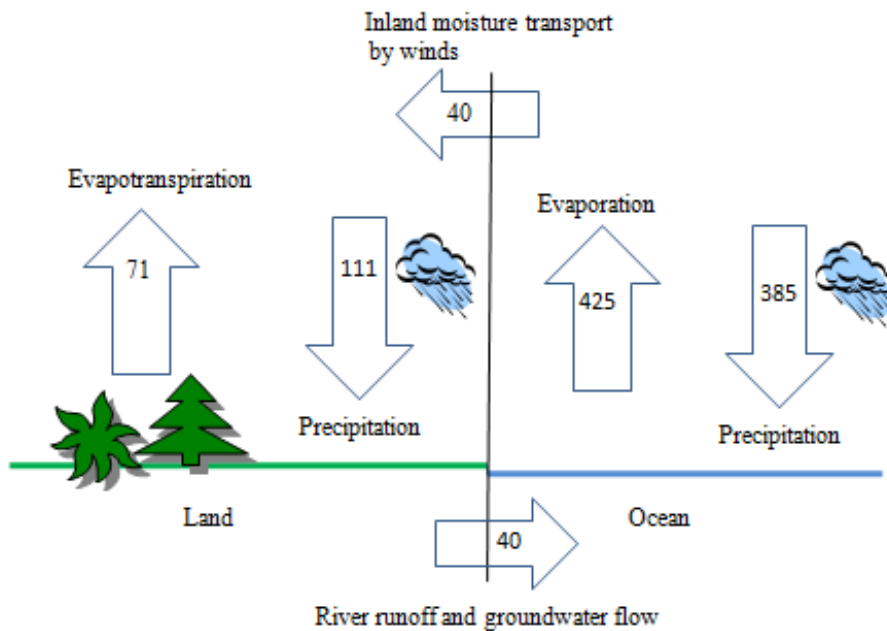 Inland moisture transport
by winds
40
Evapotranspiration
71
111
Precipitation
Evaporation
425
385
Precipitation
Land
Ocean
40
River runoff and groundwater flow